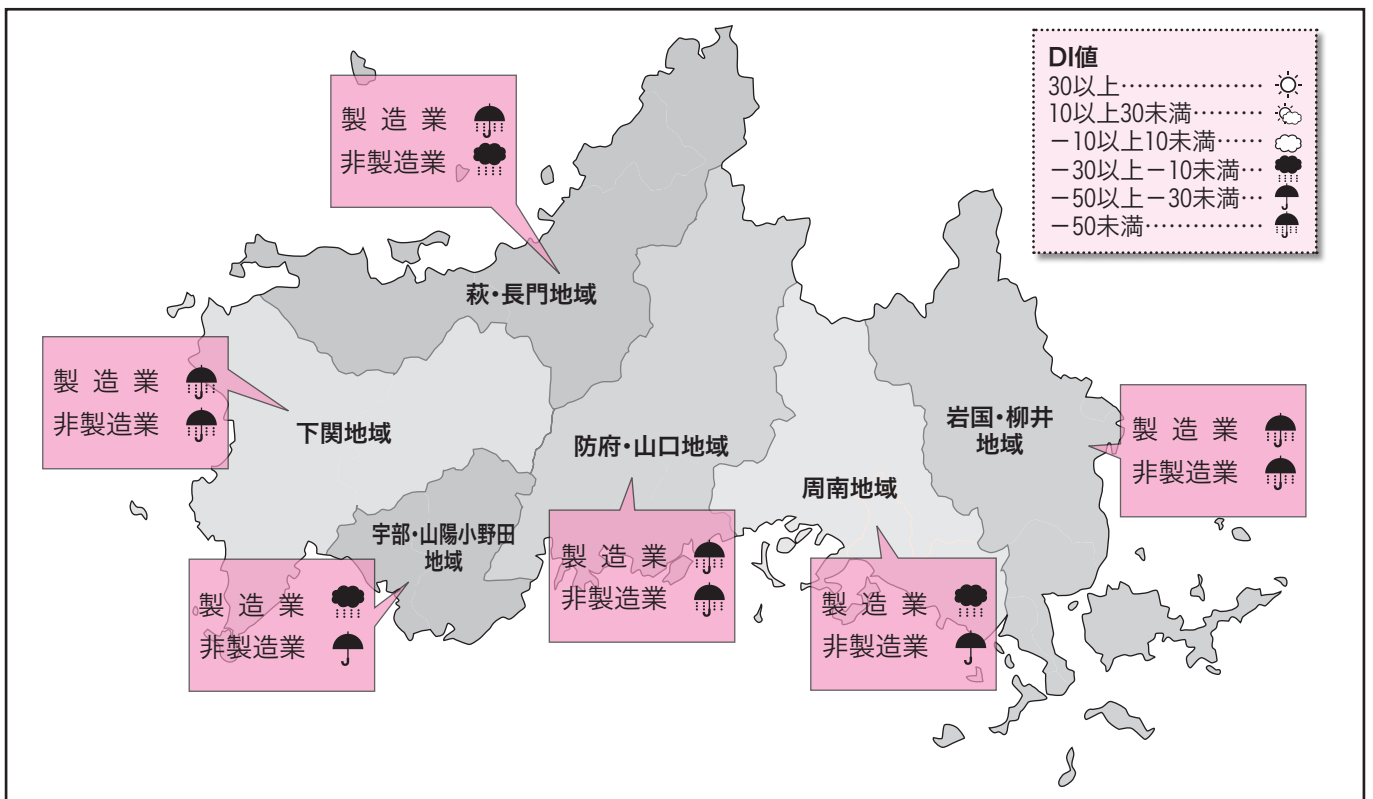 DI値
30以上………………
10以上30未満………
−10以上10未満……
−30以上−10未満…
−50以上−30未満…
−50未満……………
製造業
非製造業
萩・長門地域
製造業
非製造業
下関地域
防府・山口地域
岩国・柳井
地域
製造業
非製造業
周南地域
宇部・山陽小野田
地域
製造業
非製造業
製造業
非製造業
製造業
非製造業